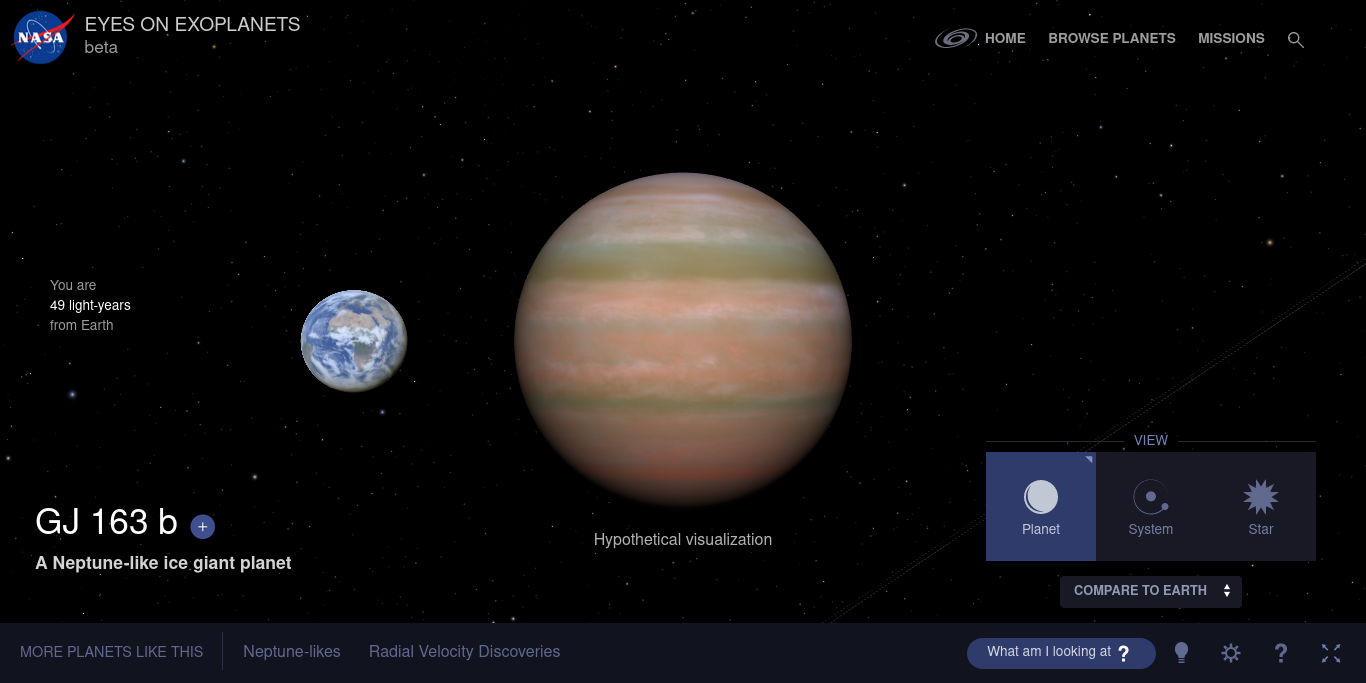 NASA
EYES ON EXOPLANETS
beta
HOME
BROWSE PLANETS
MISSIONS
You are
49 light-years
from Earth
VIEW
Planet
System
Star
GJ 163 b +
A Neptune-like ice giant planet
Hypothetical visualization
COMPARE TO EARTH
MORE PLANETS LIKE THIS
Neptune-likes
Radial Velocity Discoveries
What am I looking at ?
?